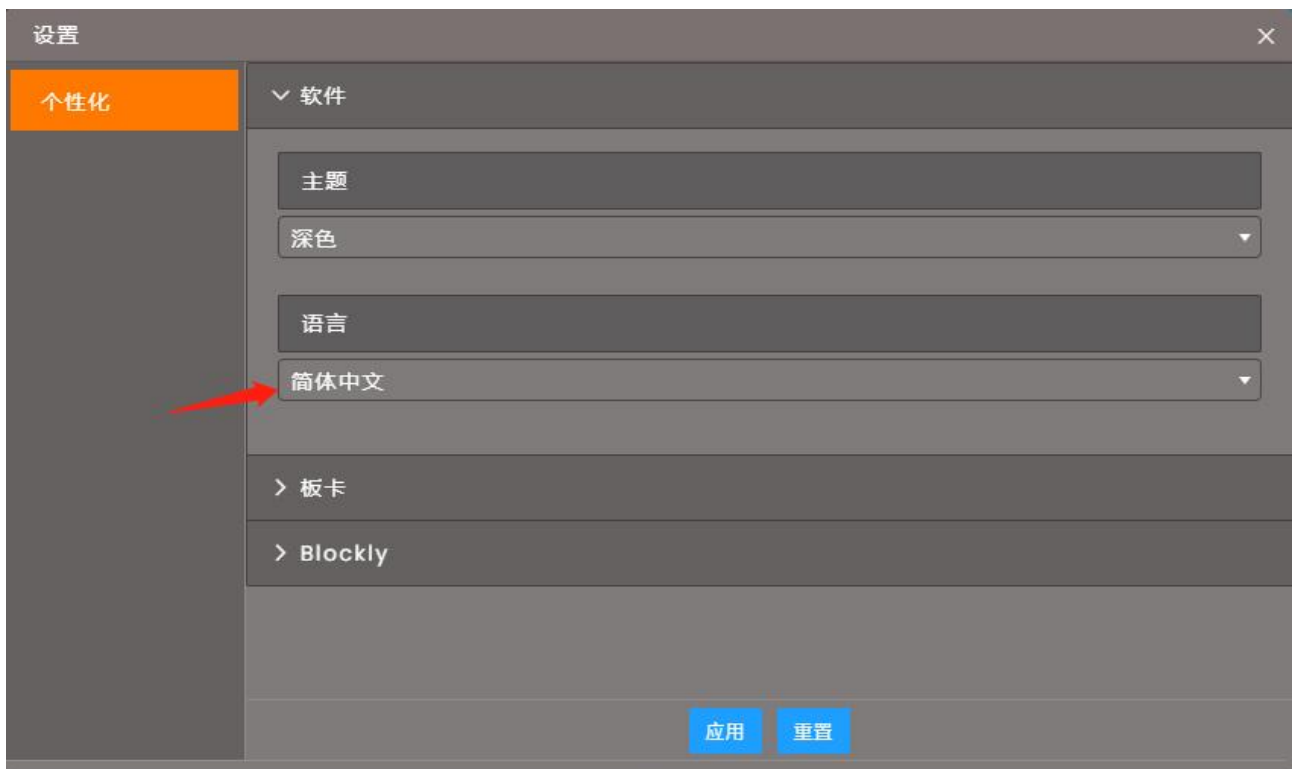 设置
个性化
软件
主题
深色
语言
简体中文
板卡
Blockly
应用
重置